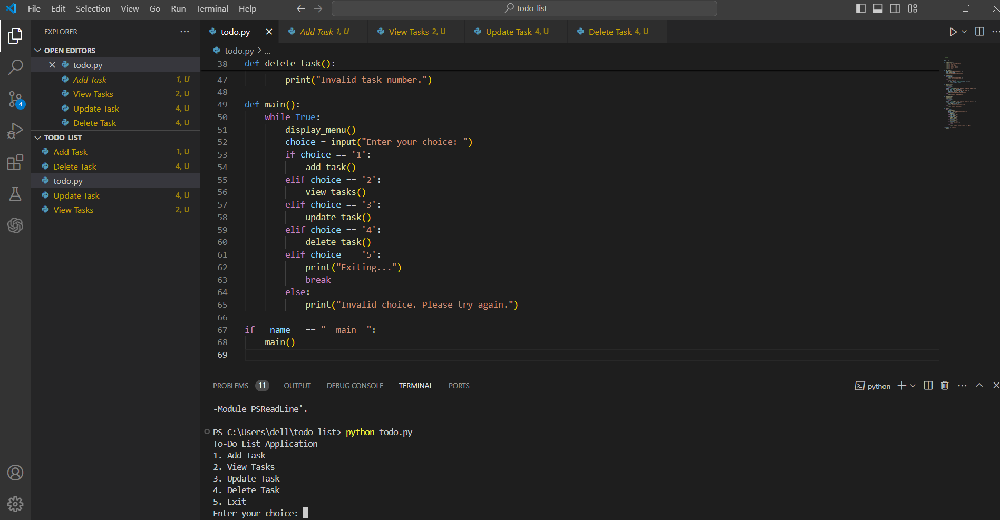 File Edit Selection View Go Run Terminal Help
todo_list
EXPLORER
OPEN EDITORS
todo.py
Add Task 1, U
View Tasks 2, U
Update Task 4, U
Delete Task 4, U
TODO_LIST
Add Task 1, U
Delete Task 4, U
todo.py
Update Task 4, U
View Tasks 2, U
4
todo.py Add Task 1, U View Tasks 2, U Update Task 4, U Delete Task 4, U
todo.py > ...
38 def delete_task():
47 print("Invalid task number.")
48
49 def main():
50 while True:
51 display_menu()
52 choice = input("Enter your choice: ")
53 if choice == '1':
54 add_task()
55 elif choice == '2':
56 view_tasks()
57 elif choice == '3':
58 update_task()
59 elif choice == '4':
60 delete_task()
61 elif choice == '5':
62 print("Exiting...")
63 break
64 else:
65 print("Invalid choice. Please try again.")
66
67 if __name__ == "__main__":
68 main()
69
PROBLEMS 11 OUTPUT DEBUG CONSOLE TERMINAL PORTS
python
-Module PSReadLine'.
PS C:\Users\dell\todo_list> python todo.py
To-Do List Application
1. Add Task
2. View Tasks
3. Update Task
4. Delete Task
5. Exit
Enter your choice: